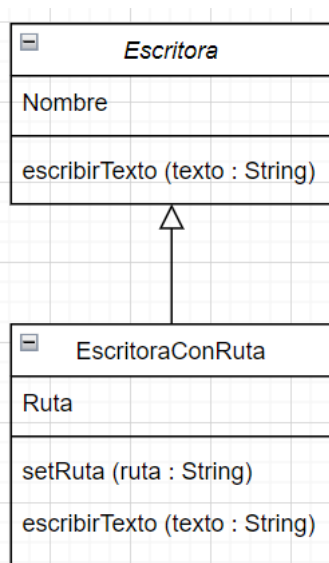 Escritora
Nombre
escribirTexto (texto : String)
EscritoraConRuta
Ruta
setRuta (ruta : String)
escribirTexto (texto : String)